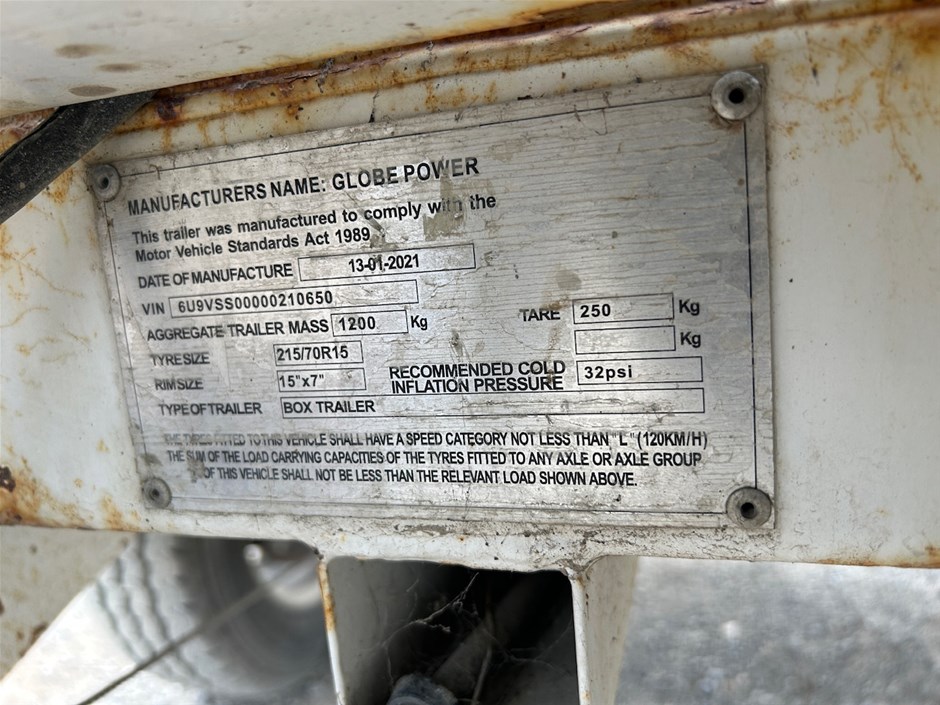 MANUFACTURERS NAME: GLOBE POWER
This trailer was manufactured to comply with the
Motor Vehicle Standards Act 1989
DATE OF MANUFACTURE 13-01-2021
VIN 6U9VSS00000210650
AGGREGATE TRAILER MASS 1200 Kg TARE 250 Kg
Kg
TYRE SIZE 215/70R15
RIM SIZE 15"x7" RECOMMENDED COLD INFLATION PRESSURE 32psi
TYPE OF TRAILER BOX TRAILER
THE TYRES FITTED TO THIS VEHICLE SHALL HAVE A SPEED CATEGORY NOT LESS THAN "L" (120KM/H)
THE SUM OF THE LOAD CARRYING CAPACITIES OF THE TYRES FITTED TO ANY AXLE OR AXLE GROUP
OF THIS VEHICLE SHALL NOT BE LESS THAN THE RELEVANT LOAD SHOWN ABOVE.